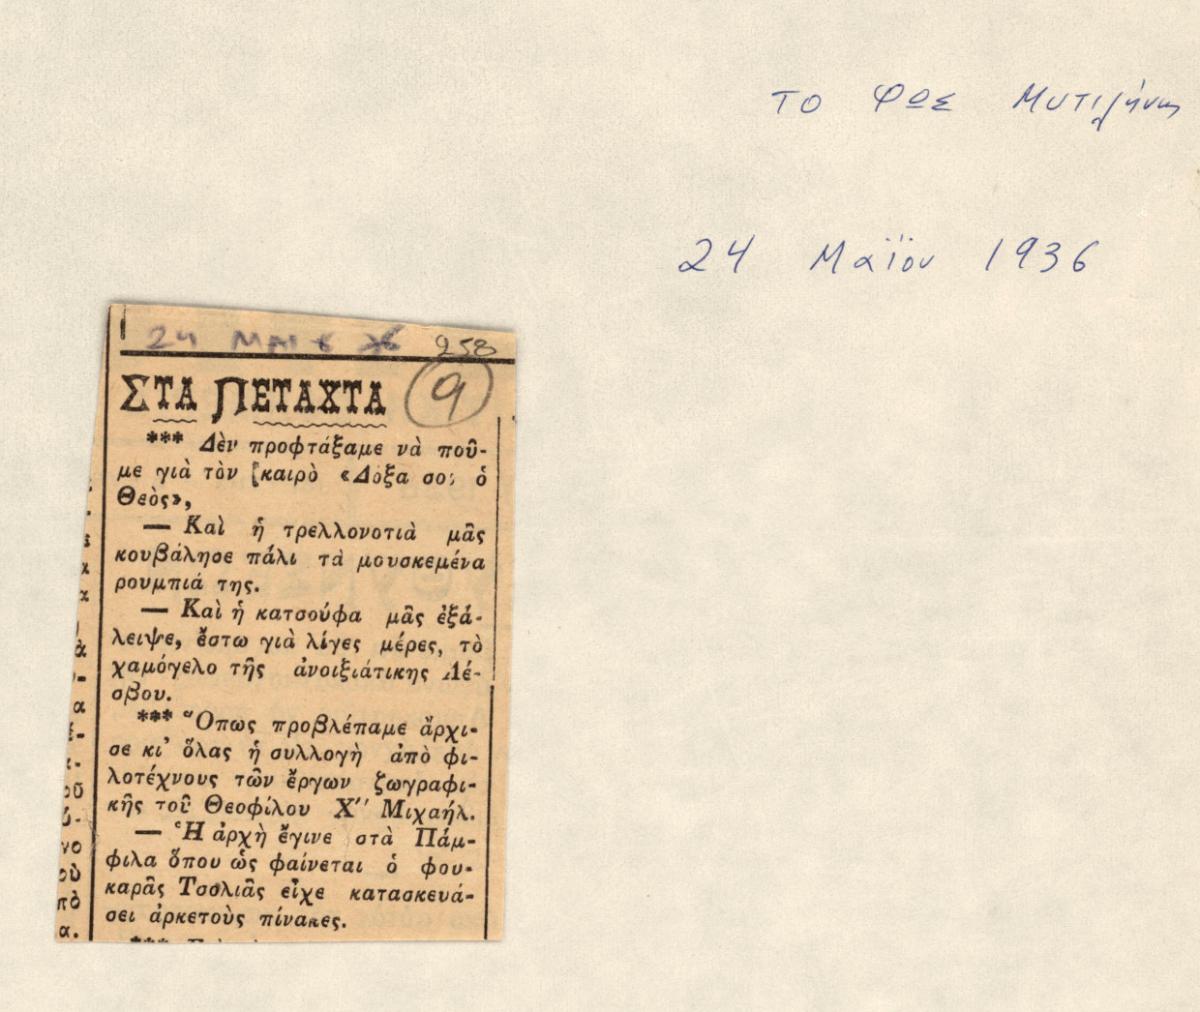 ΤΟ ΦΩΣ Μυτιλήνης
24 Μαΐου 1936
24 ΜΑΙ 258
ΣΤΑ ΠΕΤΑΧΤΑ 9
*** Δὲν προφτάξαμε νὰ ποῦ-
με γιὰ τὸν [καιρὸ «Δόξα σοι ὁ
Θεὸς»,
— Καὶ ἡ τρελλονοτιὰ μᾶς
κουβάλησε πάλι τὰ μουσκεμένα
ρουμπιά της.
— Καὶ ἡ κατσούφα μᾶς ἐξά-
λειψε, ἔστω γιὰ λίγες μέρες, τὸ
χαμόγελο τῆς ἀνοιξιάτικης Λέ-
σβου.
*** Ὅπως προβλέπαμε ἄρχι-
σε κι' ὅλας ἡ συλλογὴ ἀπὸ φι-
λοτέχνους τῶν ἔργων ζωγραφι-
κῆς τοῦ Θεοφίλου Χ'' Μιχαήλ.
— Ἡ ἀρχὴ ἔγινε στὰ Πάμ-
φιλα ὅπου ὡς φαίνεται ὁ φου-
καρᾶς Τσολιᾶς εἶχε κατασκευά-
σει ἀρκετοὺς πίνακες.